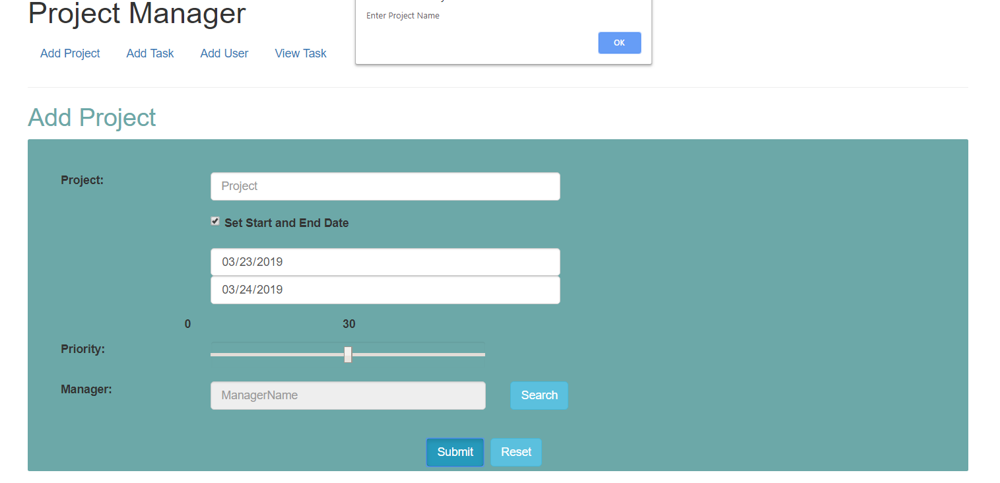 Project Manager
Enter Project Name
OK
Add Project Add Task Add User View Task
Add Project
Project: Project
Set Start and End Date
03/23/2019
03/24/2019
0 30
Priority:
Manager: ManagerName Search
Submit Reset